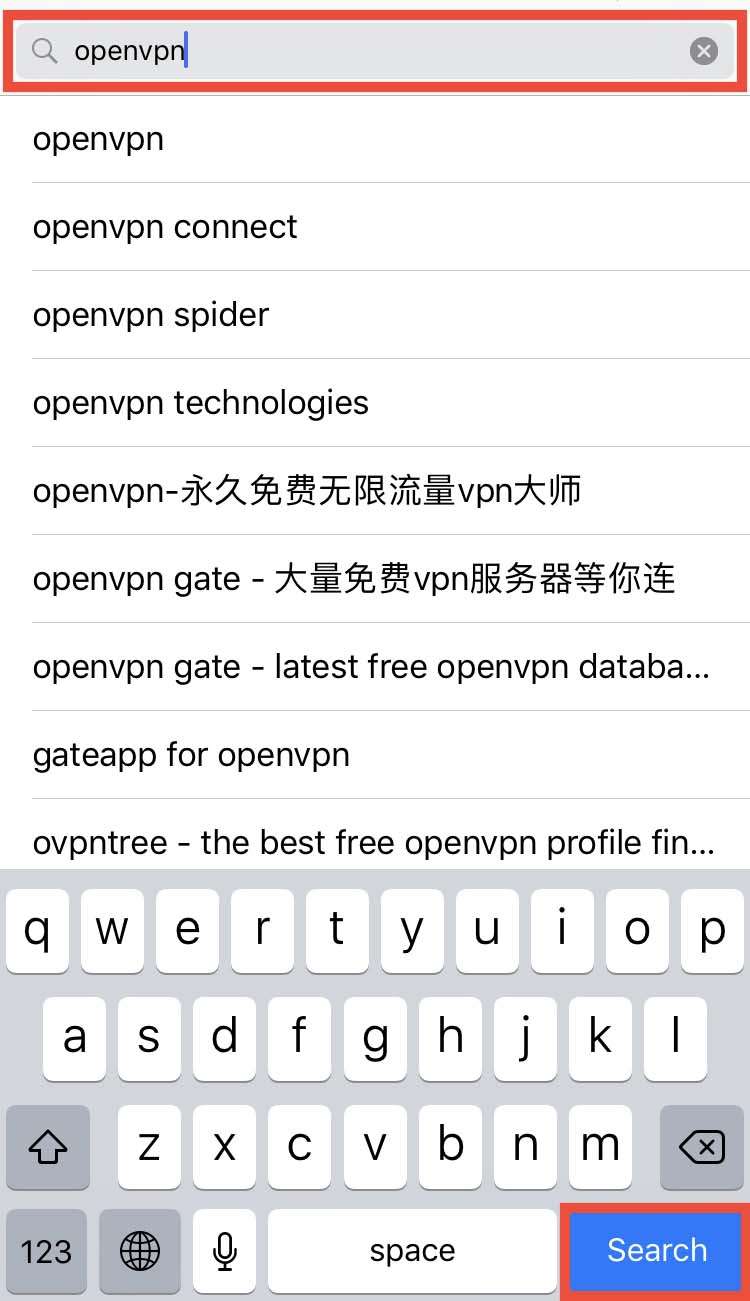 openvpn
openvpn
openvpn connect
openvpn spider
openvpn technologies
openvpn-永久免费无限流量vpn大师
openvpn gate - 大量免费vpn服务器等你连
openvpn gate - latest free openvpn databa...
gateapp for openvpn
ovpntree - the best free openvpn profile fin...
q w e r t y u i o p
a s d f g h j k l
z x c v b n m
123 space Search